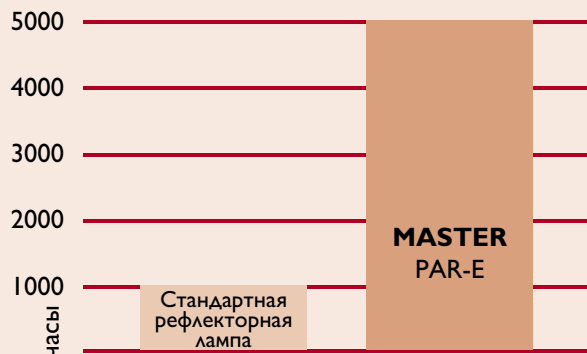 5000
4000
3000
2000
MASTER
PAR-E
1000
Стандартная
рефлекторная
лампа
часы